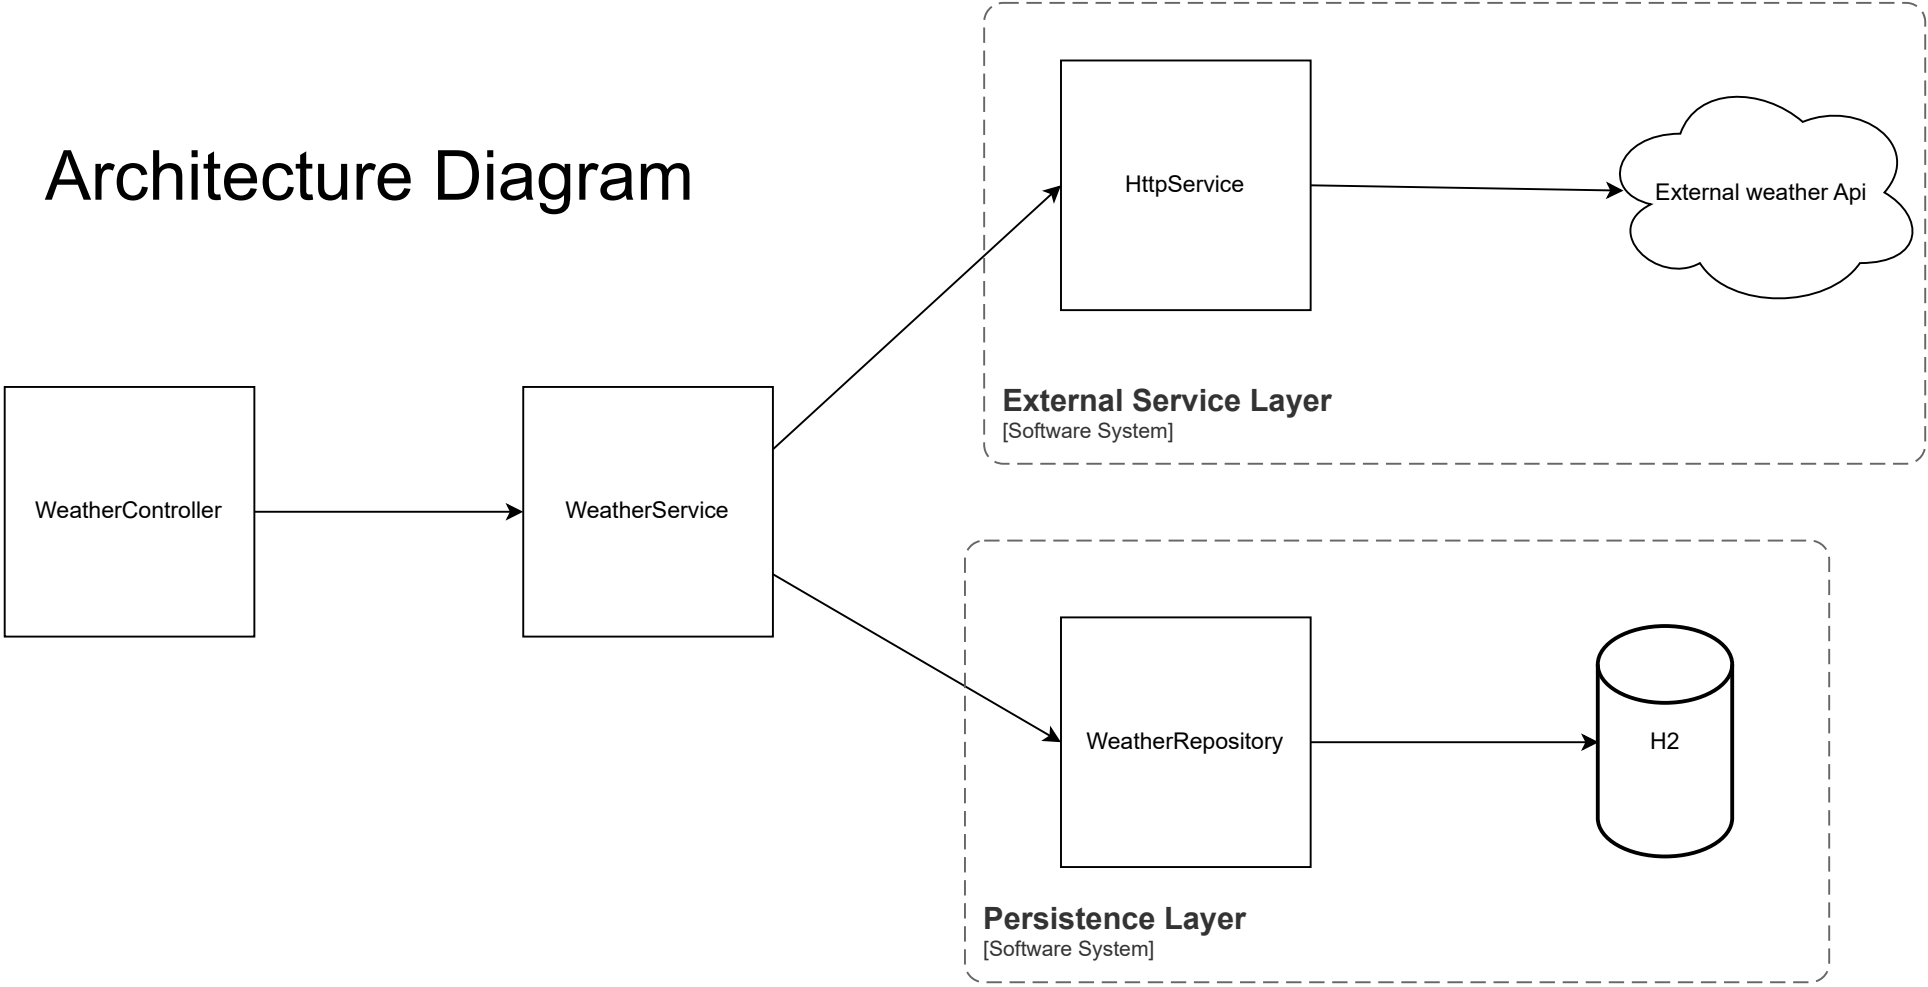 Architecture Diagram
HttpService
External weather Api
External Service Layer
[Software System]
WeatherController
WeatherService
WeatherRepository
H2
Persistence Layer
[Software System]